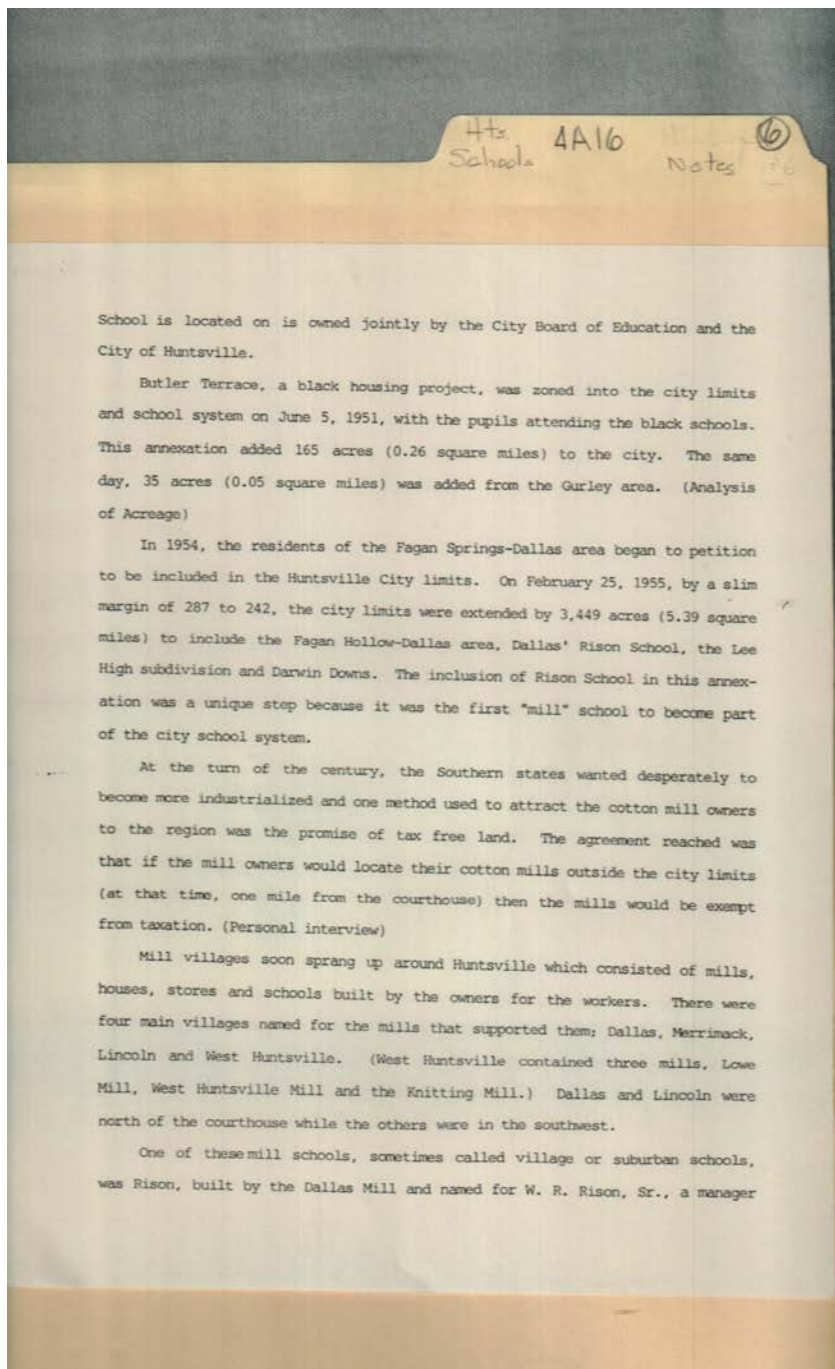 Hts. 4A16 6
Schools Notes
School is located on is owned jointly by the City Board of Education and the
City of Huntsville.
Butler Terrace, a black housing project, was zoned into the city limits
and school system on June 5, 1951, with the pupils attending the black schools.
This annexation added 165 acres (0.26 square miles) to the city. The same
day, 35 acres (0.05 square miles) was added from the Gurley area. (Analysis
of Acreage)
In 1954, the residents of the Fagan Springs-Dallas area began to petition
to be included in the Huntsville City limits. On February 25, 1955, by a slim
margin of 287 to 242, the city limits were extended by 3,449 acres (5.39 square
miles) to include the Fagan Hollow-Dallas area, Dallas' Rison School, the Lee
High subdivision and Darwin Downs. The inclusion of Rison School in this annex-
ation was a unique step because it was the first "mill" school to become part
of the city school system.
At the turn of the century, the Southern states wanted desperately to
become more industrialized and one method used to attract the cotton mill owners
to the region was the promise of tax free land. The agreement reached was
that if the mill owners would locate their cotton mills outside the city limits
(at that time, one mile from the courthouse) then the mills would be exempt
from taxation. (Personal interview)
Mill villages soon sprang up around Huntsville which consisted of mills,
houses, stores and schools built by the owners for the workers. There were
four main villages named for the mills that supported them; Dallas, Merrimack,
Lincoln and West Huntsville. (West Huntsville contained three mills, Lowe
Mill, West Huntsville Mill and the Knitting Mill.) Dallas and Lincoln were
north of the courthouse while the others were in the southwest.
One of these mill schools, sometimes called village or suburban schools,
was Rison, built by the Dallas Mill and named for W. R. Rison, Sr., a manager